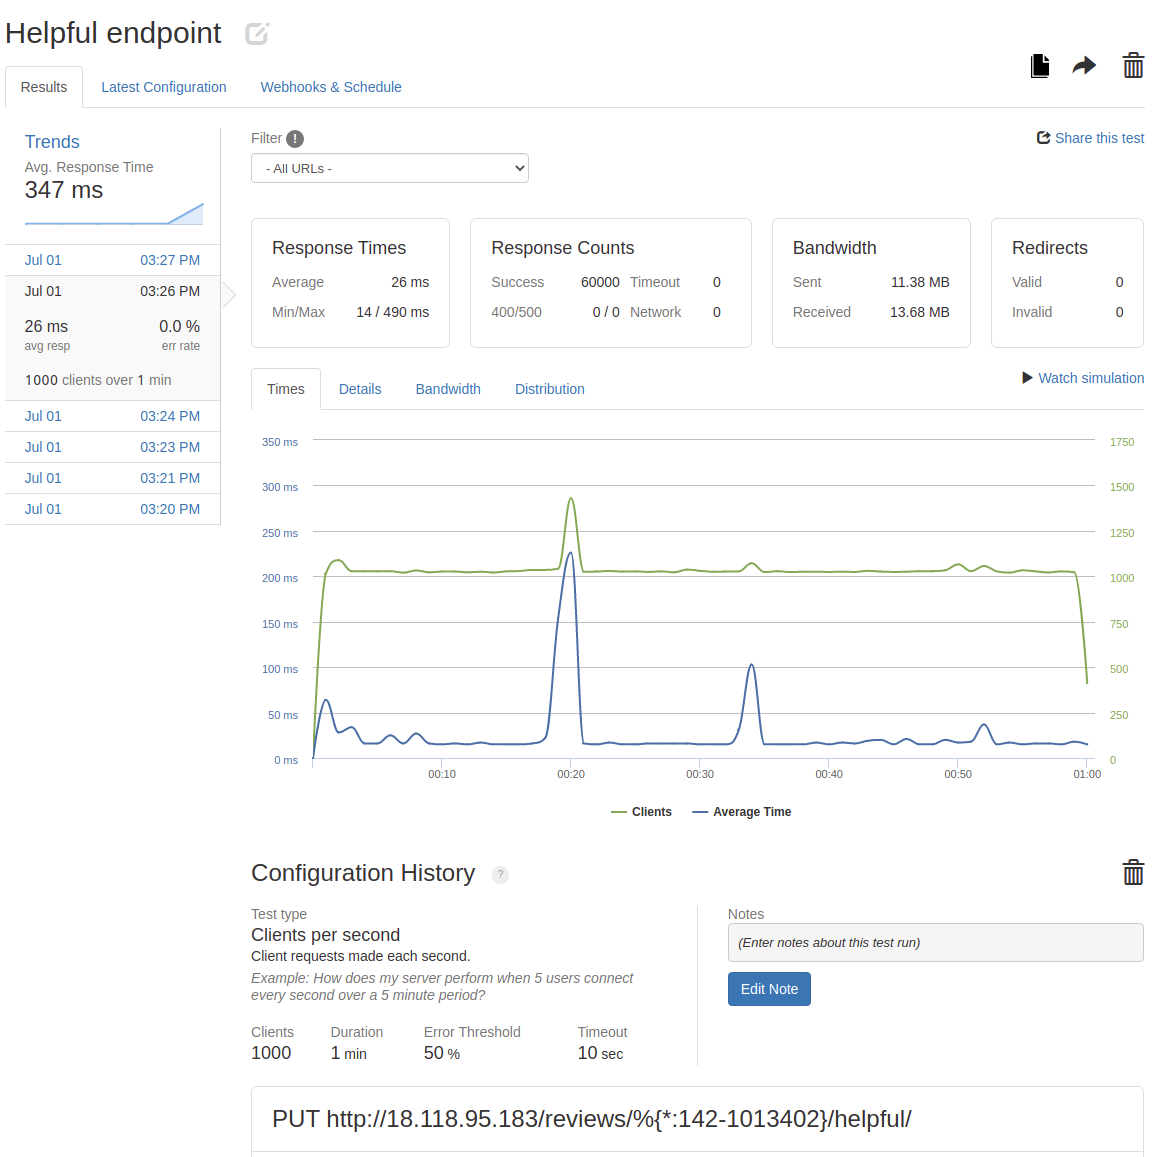 Helpful endpoint
Results Latest Configuration Webhooks & Schedule
Trends
Avg. Response Time
347 ms
Jul 01 03:27 PM
Jul 01 03:26 PM
26 ms 0.0 %
avg resp err rate
1000 clients over 1 min
Jul 01 03:24 PM
Jul 01 03:23 PM
Jul 01 03:21 PM
Jul 01 03:20 PM
Filter !
Share this test
- All URLs -
Response Times
Average 26 ms
Min/Max 14 / 490 ms
Response Counts
Success 60000 Timeout 0
400/500 0 / 0 Network 0
Bandwidth
Sent 11.38 MB
Received 13.68 MB
Redirects
Valid 0
Invalid 0
Times Details Bandwidth Distribution
Watch simulation
350 ms 1750
300 ms 1500
250 ms 1250
200 ms 1000
150 ms 750
100 ms 500
50 ms 250
0 ms 0
00:10 00:20 00:30 00:40 00:50 01:00
Clients Average Time
Configuration History ?
Test type
Clients per second
Client requests made each second.
Example: How does my server perform when 5 users connect
every second over a 5 minute period?
Clients Duration Error Threshold Timeout
1000 1 min 50 % 10 sec
Notes
(Enter notes about this test run)
Edit Note
PUT http://18.118.95.183/reviews/%{*:142-1013402}/helpful/